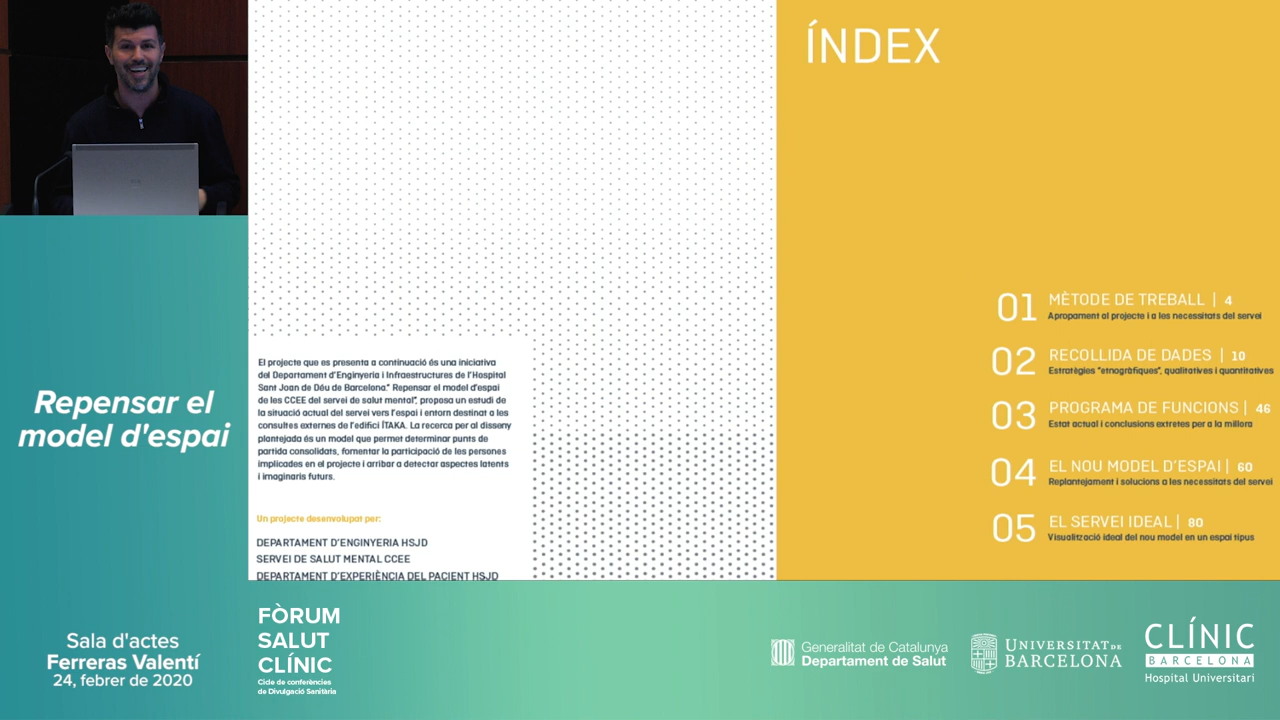 ÍNDEX
01 MÈTODE DE TREBALL | 4
Apropament al projecte i a les necessitats del servei
02 RECOLLIDA DE DADES | 10
Estratègies "etnogràfiques", qualitatives i quantitatives
03 PROGRAMA DE FUNCIONS | 46
Estat actual i conclusions extretes per a la millora
04 EL NOU MODEL D'ESPAI | 60
Replantejament i solucions a les necessitats del servei
05 EL SERVEI IDEAL | 80
Visualització ideal del nou model en un espai tipus
El projecte que es presenta a continuació és una iniciativa
del Departament d'Enginyeria i Infraestructures de l'Hospital
Sant Joan de Déu de Barcelona." Repensar el model d'espai
de les CCEE del servei de salut mental", proposa un estudi de
la situació actual del servei vers l'espai i entorn destinat a les
consultes externes de l'edifici ÍTAKA. La recerca per al disseny
plantejada és un model que permet determinar punts de
partida consolidats, fomentar la participació de les persones
implicades en el projecte i arribar a detectar aspectes latents
i imaginaris futurs.
Un projecte desenvolupat per:
DEPARTAMENT D'ENGINYERIA HSJD
SERVEI DE SALUT MENTAL CCEE
DEPARTAMENT D'EXPERIÈNCIA DEL PACIENT HSJD
Repensar el
model d'espai
Sala d'actes
Ferreras Valentí
24, febrer de 2020
FÒRUM
SALUT
CLÍNIC
Cicle de conferències
de Divulgació Sanitària
Generalitat de Catalunya
Departament de Salut
UNIVERSITAT DE
BARCELONA
CLÍNIC
BARCELONA
Hospital Universitari